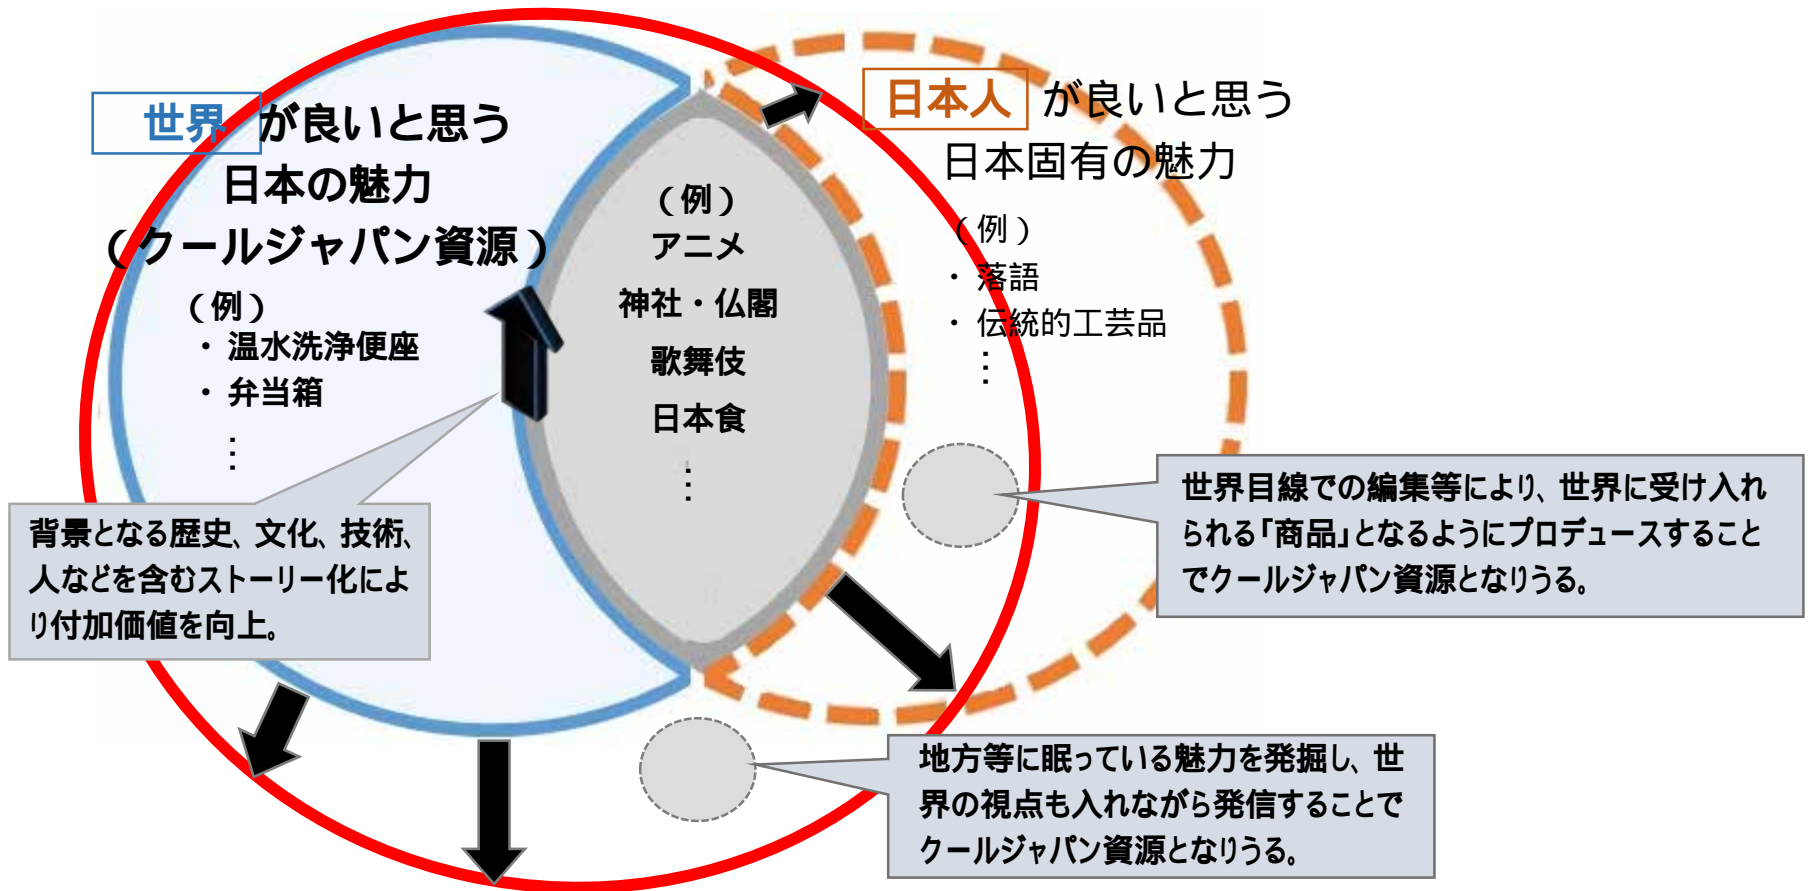 世界 が良いと思う
日本の魅力
（クールジャパン資源）
（例）
・ 温水洗浄便座
・ 弁当箱
…
（例）
アニメ
神社・仏閣
歌舞伎
日本食
…
日本人 が良いと思う
日本固有の魅力
（例）
・ 落語
・ 伝統的工芸品
…
背景となる歴史、文化、技術、
人などを含むストーリー化によ
り付加価値を向上。
世界目線での編集等により、世界に受け入れ
られる「商品」となるようにプロデュースすること
でクールジャパン資源となりうる。
地方等に眠っている魅力を発掘し、世
界の視点も入れながら発信することで
クールジャパン資源となりうる。